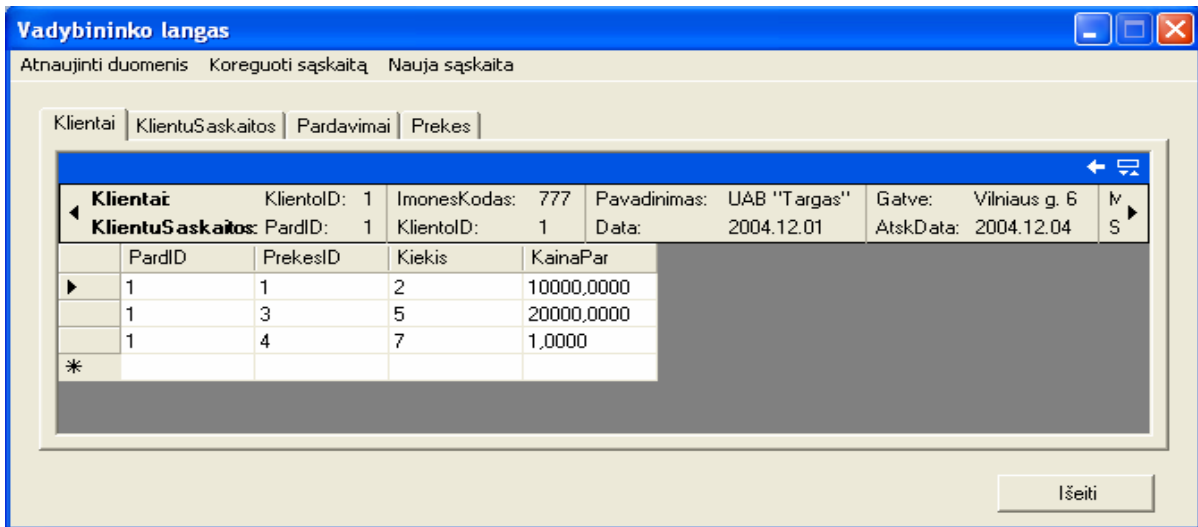 Vadybininko langas
Atnaujinti duomenis Koreguoti sąskaitą Nauja sąskaita
Klientai KlientuSaskaitos Pardavimai Prekes
Klientai: KlientoID: 1 ImonesKodas: 777 Pavadinimas: UAB "Targas" Gatve: Vilniaus g. 6
KlientuSaskaitos: PardID: 1 KlientoID: 1 Data: 2004.12.01 AtskData: 2004.12.04 S
PardID PrekesID Kiekis KainaPar
1 1 2 10000,0000
1 3 5 20000,0000
1 4 7 1,0000
Išeiti